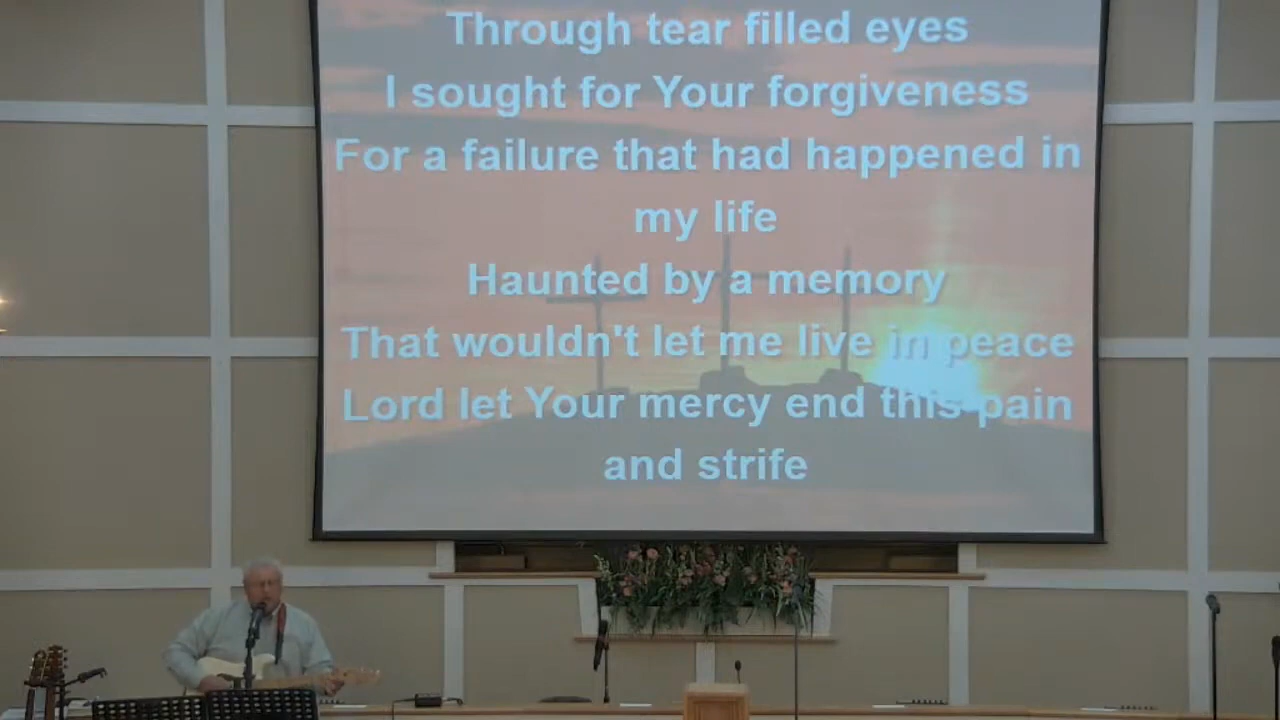 Through tear filled eyes
I sought for Your forgiveness
For a failure that had happened in
my life
Haunted by a memory
That wouldn't let me live in peace
Lord let Your mercy end this pain
and strife